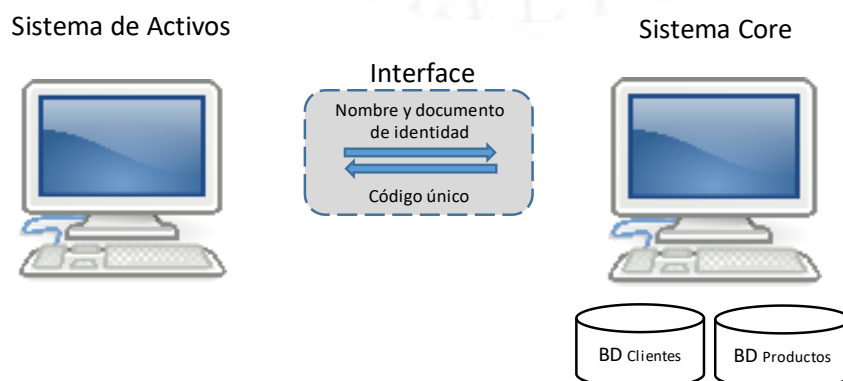 Sistema de Activos
Sistema Core
Interface
Nombre y documento
de identidad
Código único
BD Clientes
BD Productos